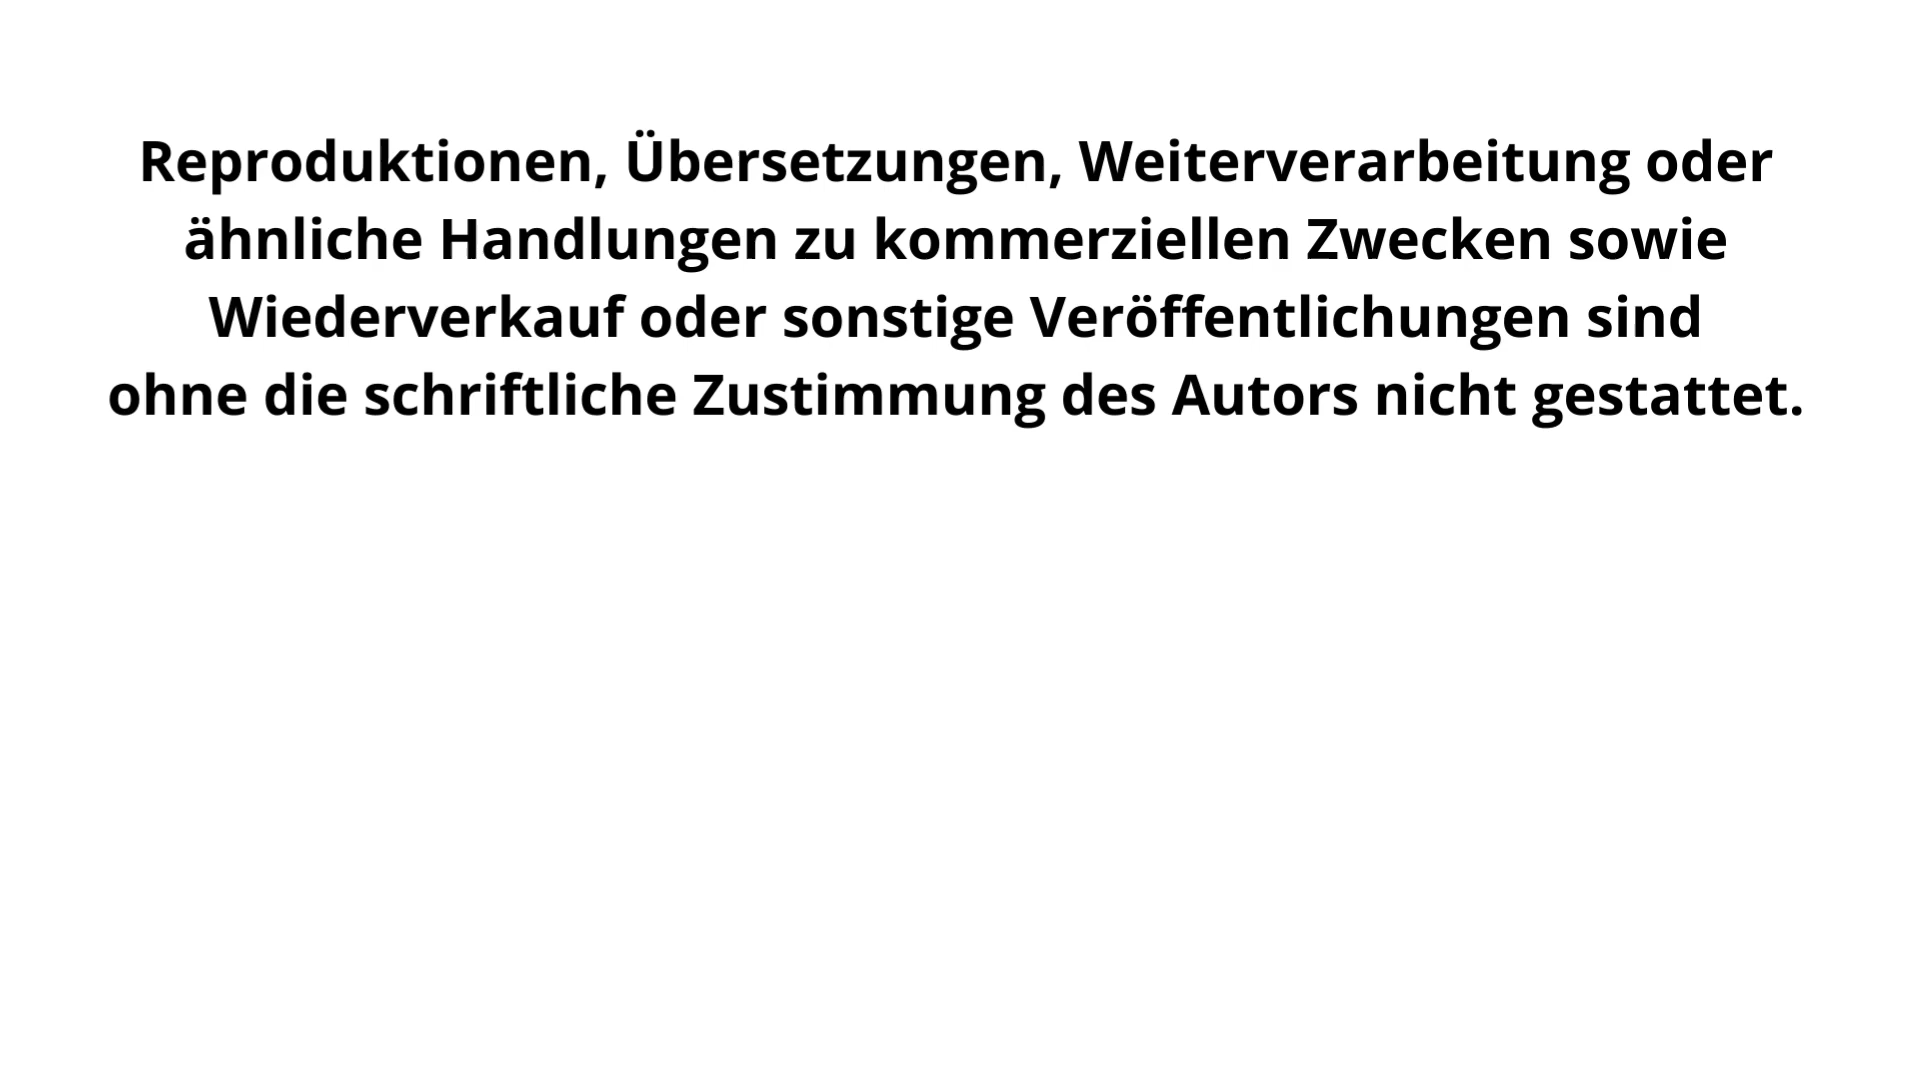 Reproduktionen, Übersetzungen, Weiterverarbeitung oder
ähnliche Handlungen zu kommerziellen Zwecken sowie
Wiederverkauf oder sonstige Veröffentlichungen sind
ohne die schriftliche Zustimmung des Autors nicht gestattet.